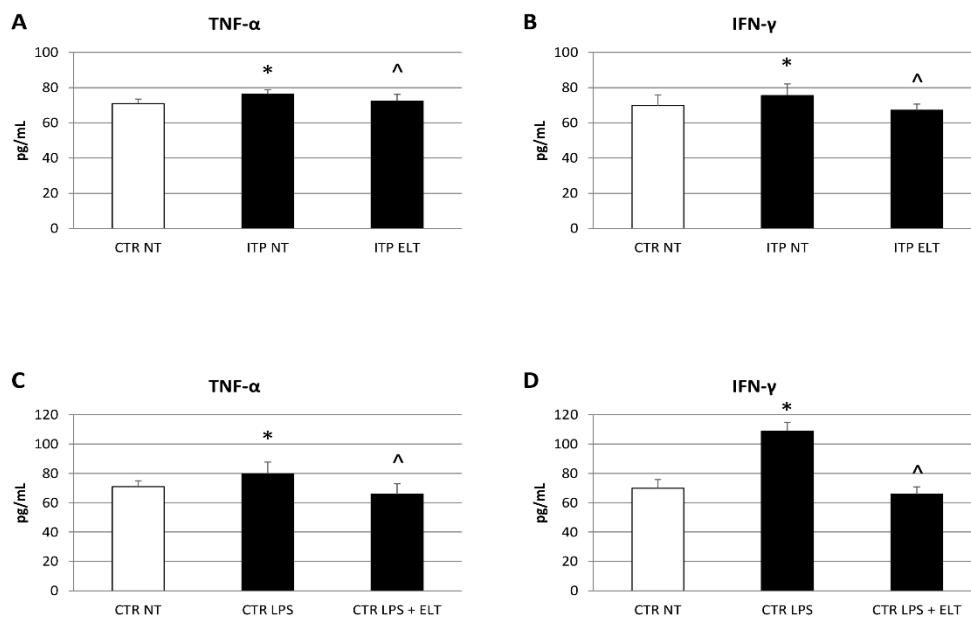 A
TNF-α
100
80
60
40
20
0
pg/mL
*
^
CTR NT ITP NT ITP ELT
B
IFN-γ
100
80
60
40
20
0
pg/mL
*
^
CTR NT ITP NT ITP ELT
C
TNF-α
120
100
80
60
40
20
0
pg/mL
*
^
CTR NT CTR LPS CTR LPS + ELT
D
IFN-γ
120
100
80
60
40
20
0
pg/mL
*
^
CTR NT CTR LPS CTR LPS + ELT